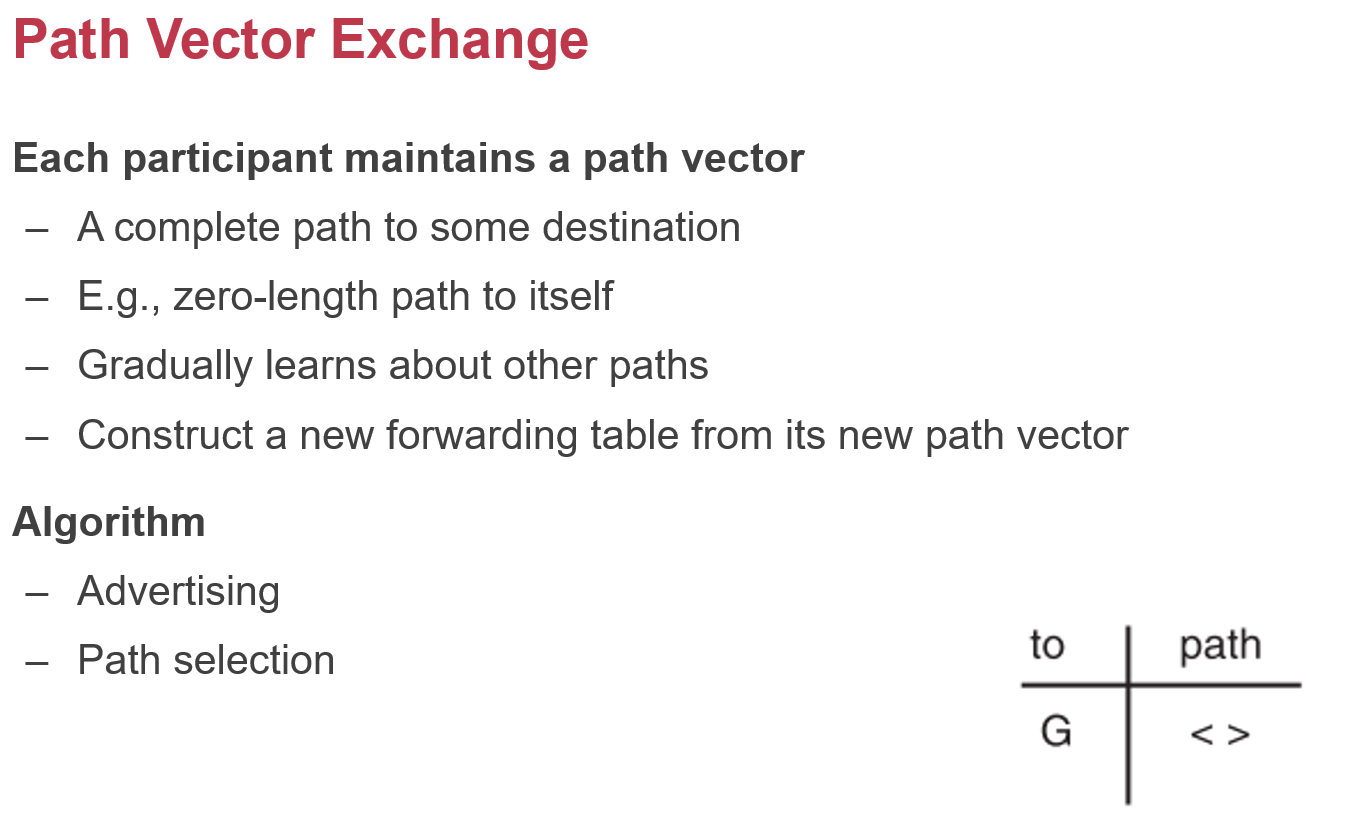 Path Vector Exchange
Each participant maintains a path vector
– A complete path to some destination
– E.g., zero-length path to itself
– Gradually learns about other paths
– Construct a new forwarding table from its new path vector
Algorithm
– Advertising
– Path selection
to path
G < >